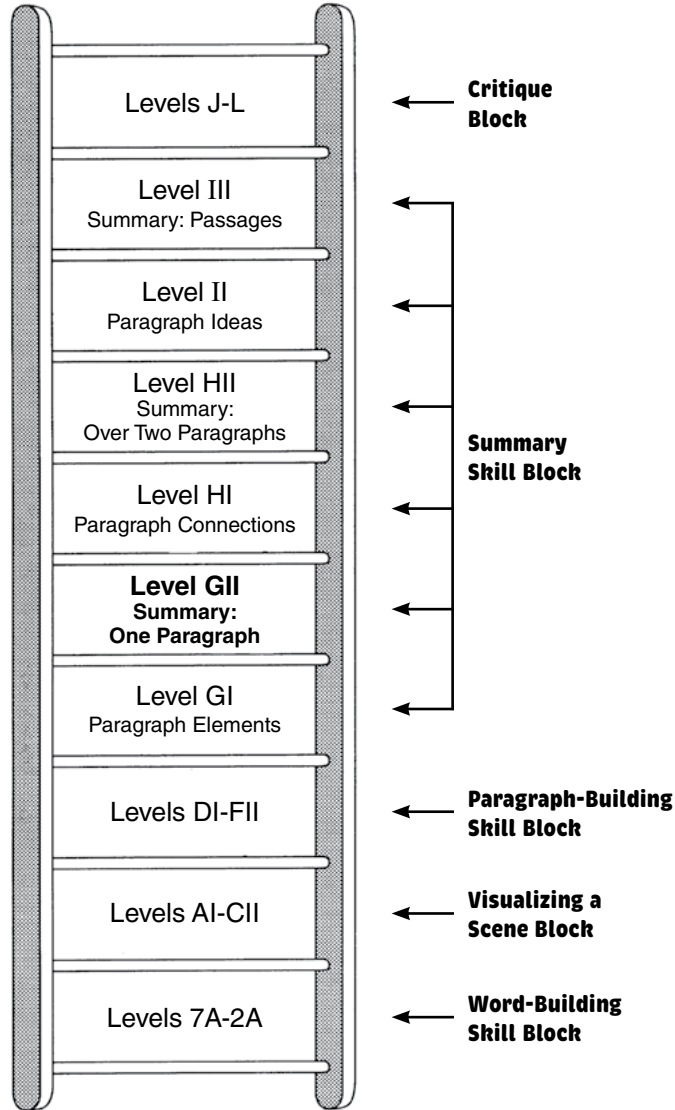 Levels J-L
Critique
Block
Level III
Summary: Passages
Level II
Paragraph Ideas
Level HII
Summary:
Over Two Paragraphs
Summary
Skill Block
Level HI
Paragraph Connections
Level GII
Summary:
One Paragraph
Level GI
Paragraph Elements
Levels DI-FII
Paragraph-Building
Skill Block
Levels AI-CII
Visualizing a
Scene Block
Levels 7A-2A
Word-Building
Skill Block